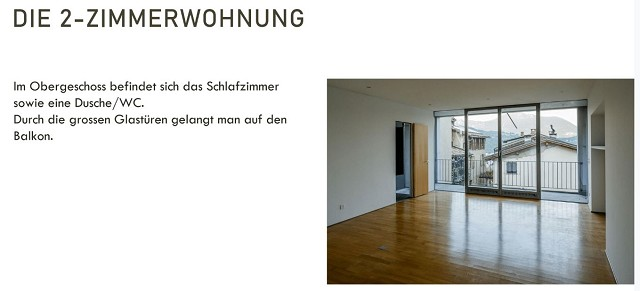 DIE 2-ZIMMERWOHNUNG
Im Obergeschoss befindet sich das Schlafzimmer
sowie eine Dusche/WC.
Durch die grossen Glastüren gelangt man auf den
Balkon.